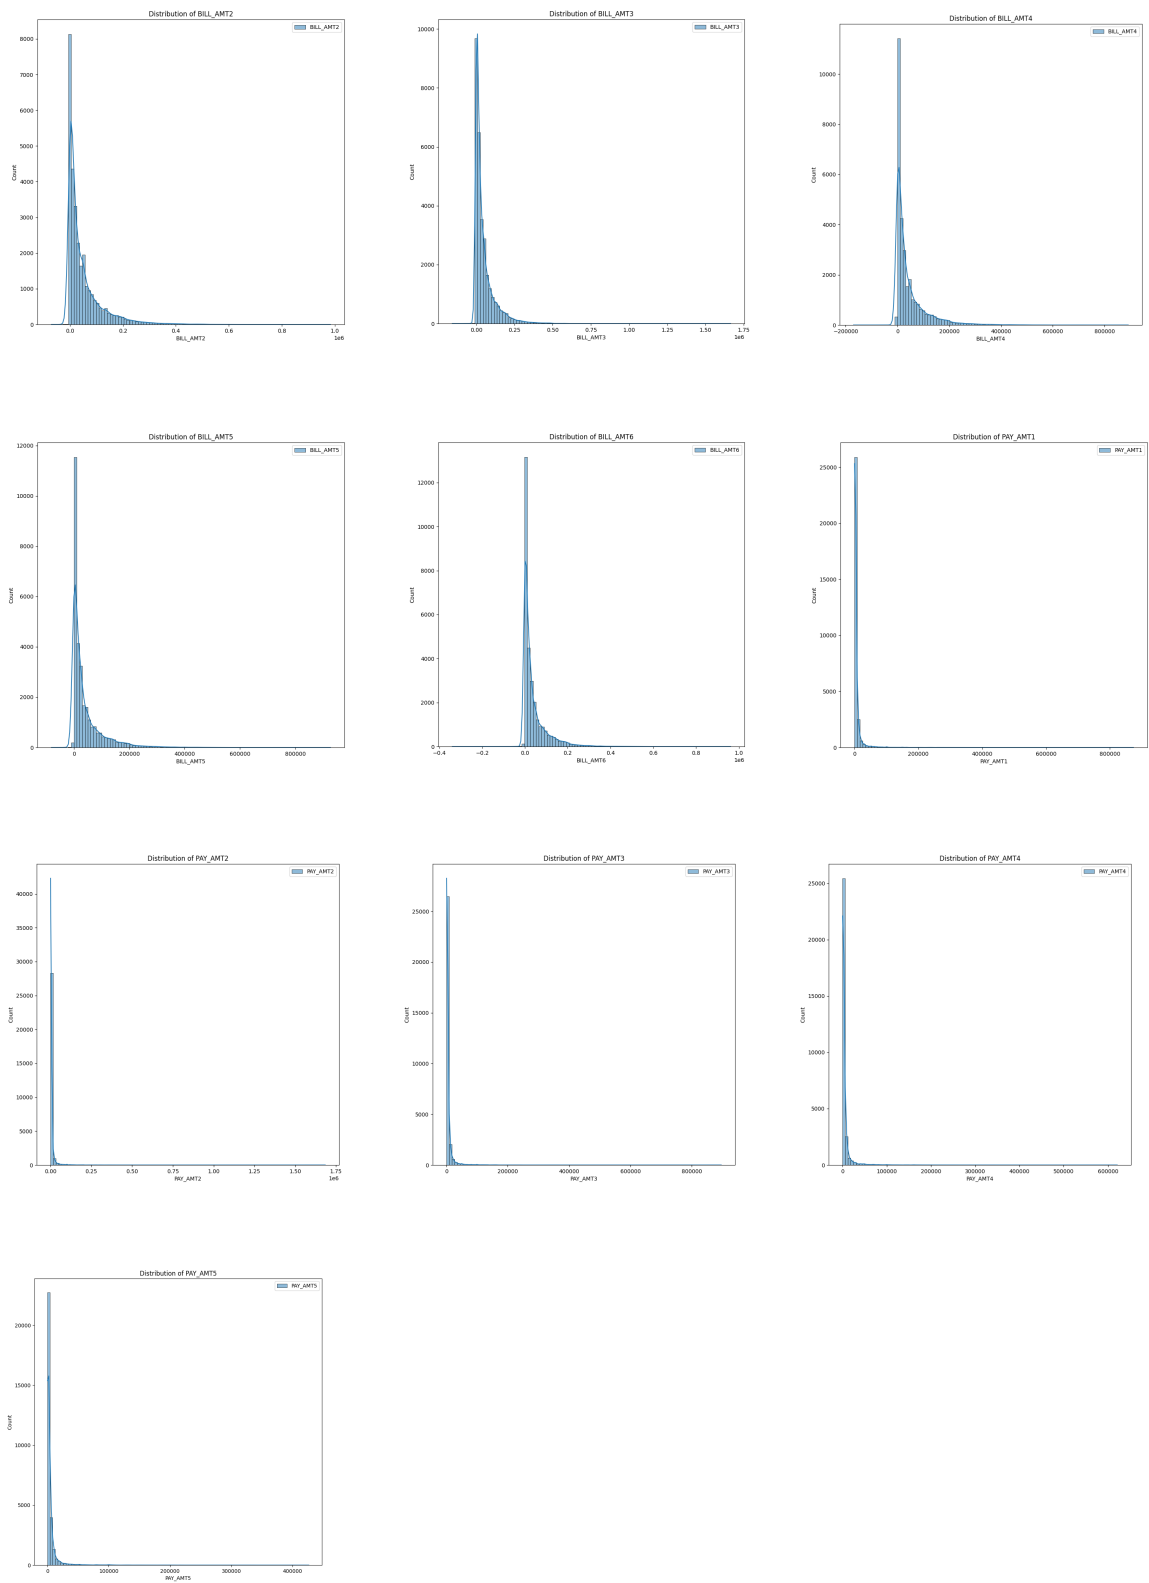 Distribution of BILL_AMT2
BILL_AMT2
8000
7000
6000
5000
4000
3000
2000
1000
0
Count
0.0 0.2 0.4 0.6 0.8 1.0
1e6
BILL_AMT2
Distribution of BILL_AMT3
BILL_AMT3
10000
8000
6000
4000
2000
0
Count
0.00 0.25 0.50 0.75 1.00 1.25 1.50 1.75
1e6
BILL_AMT3
Distribution of BILL_AMT4
BILL_AMT4
10000
8000
6000
4000
2000
0
Count
−200000 0 200000 400000 600000 800000
BILL_AMT4
Distribution of BILL_AMT5
BILL_AMT5
12000
10000
8000
6000
4000
2000
0
Count
0 200000 400000 600000 800000
BILL_AMT5
Distribution of BILL_AMT6
BILL_AMT6
12000
10000
8000
6000
4000
2000
0
Count
−0.4 −0.2 0.0 0.2 0.4 0.6 0.8 1.0
1e6
BILL_AMT6
Distribution of PAY_AMT1
PAY_AMT1
25000
20000
15000
10000
5000
0
Count
0 200000 400000 600000 800000
PAY_AMT1
Distribution of PAY_AMT2
PAY_AMT2
40000
35000
30000
25000
20000
15000
10000
5000
0
Count
0.00 0.25 0.50 0.75 1.00 1.25 1.50 1.75
1e6
PAY_AMT2
Distribution of PAY_AMT3
PAY_AMT3
25000
20000
15000
10000
5000
0
Count
0 200000 400000 600000 800000
PAY_AMT3
Distribution of PAY_AMT4
PAY_AMT4
25000
20000
15000
10000
5000
0
Count
0 100000 200000 300000 400000 500000 600000
PAY_AMT4
Distribution of PAY_AMT5
PAY_AMT5
20000
15000
10000
5000
0
Count
0 100000 200000 300000 400000
PAY_AMT5